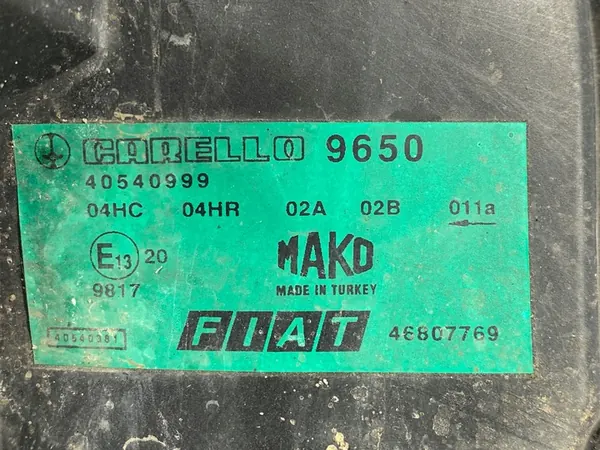 CARELLO 9650
40540999
04HC 04HR 02A 02B 011a
E13 20
MAKO
9817
MADE IN TURKEY
40540381
FIAT
46807769